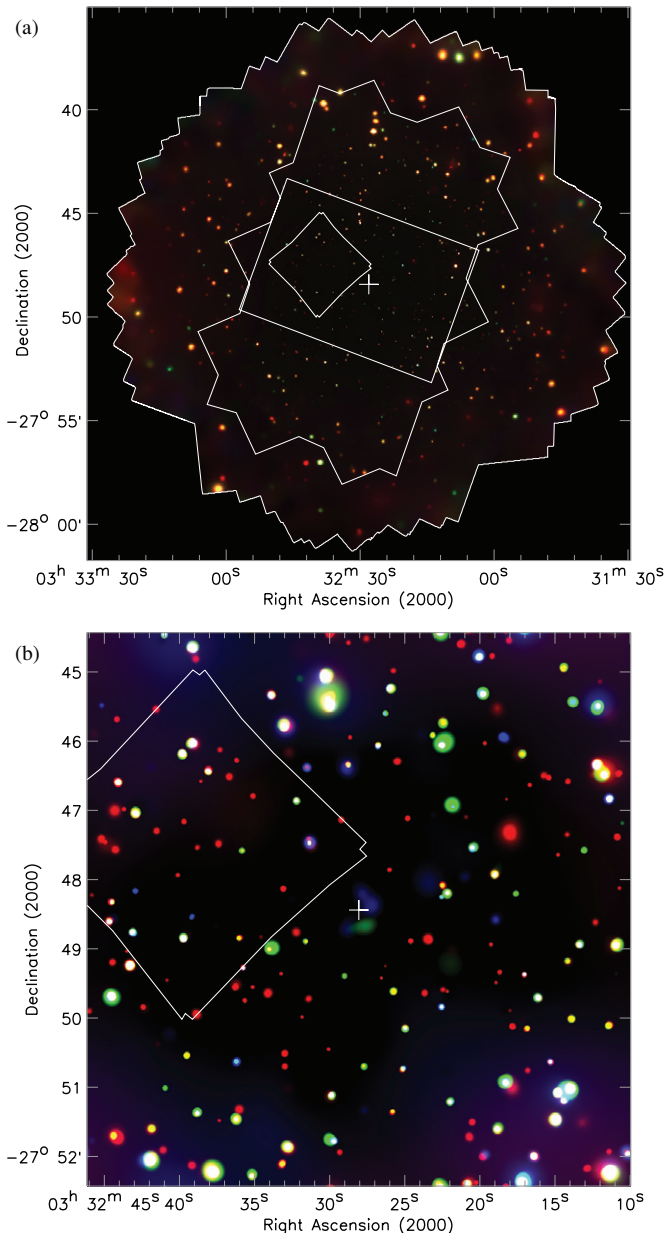 (a)
40
45
50
−27° 55'
−28° 00'
Declination (2000)
03ʰ 33ᵐ 30ˢ 00ˢ 32ᵐ 30ˢ 00ˢ 31ᵐ 30ˢ
Right Ascension (2000)
(b)
45
46
47
48
49
50
51
−27° 52'
Declination (2000)
03ʰ 32ᵐ 45ˢ 40ˢ 35ˢ 30ˢ 25ˢ 20ˢ 15ˢ 10ˢ
Right Ascension (2000)